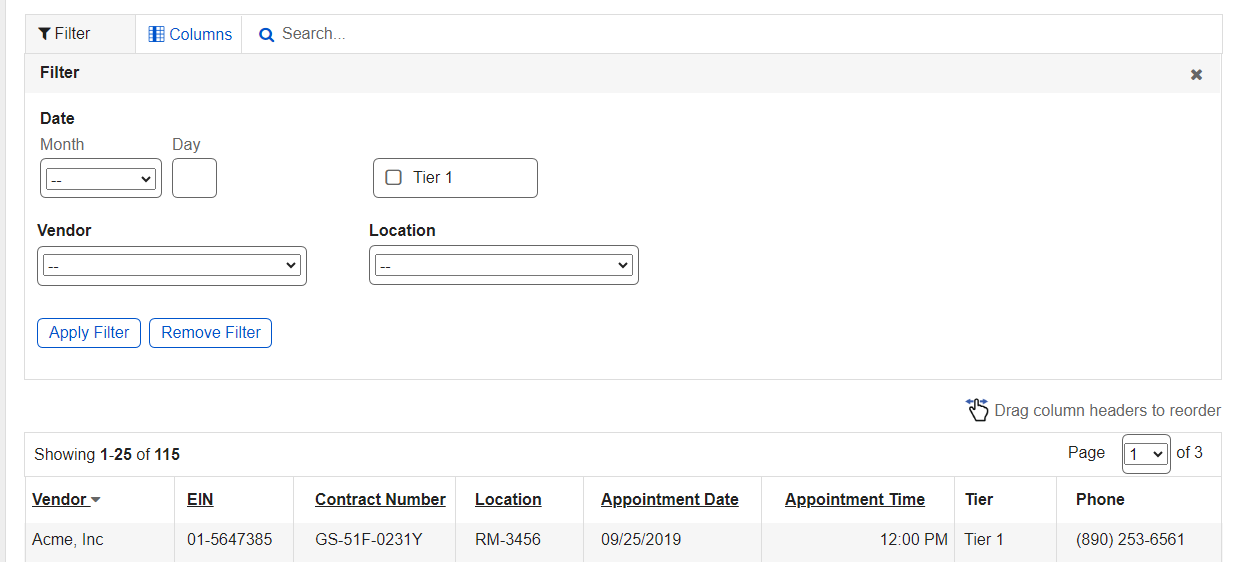 Filter Columns Search...
Filter
Date
Month Day
--
Tier 1
Vendor Location
-- --
Apply Filter Remove Filter
Drag column headers to reorder
Showing 1-25 of 115 Page 1 of 3
Vendor EIN Contract Number Location Appointment Date Appointment Time Tier Phone
Acme, Inc 01-5647385 GS-51F-0231Y RM-3456 09/25/2019 12:00 PM Tier 1 (890) 253-6561